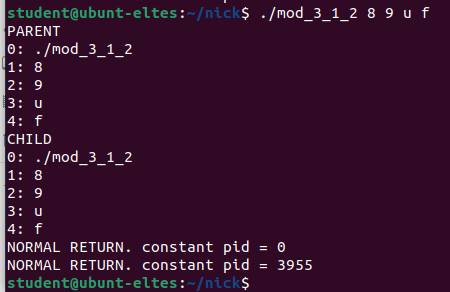 student@ubunt-eltes:~/nick$ ./mod_3_1_2 8 9 u f
PARENT
0: ./mod_3_1_2
1: 8
2: 9
3: u
4: f
CHILD
0: ./mod_3_1_2
1: 8
2: 9
3: u
4: f
NORMAL RETURN. constant pid = 0
NORMAL RETURN. constant pid = 3955
student@ubunt-eltes:~/nick$